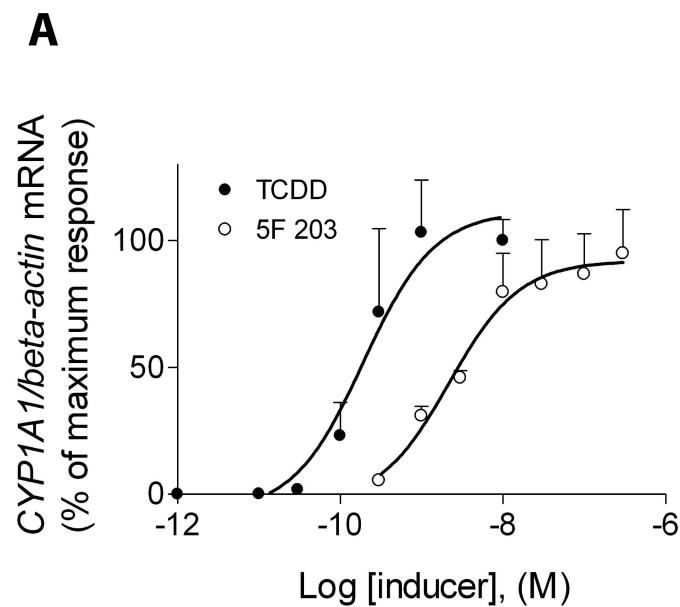 A
CYP1A1/beta-actin mRNA
(% of maximum response)
TCDD
5F 203
100
50
0
-12
-10
-8
-6
Log [inducer], (M)